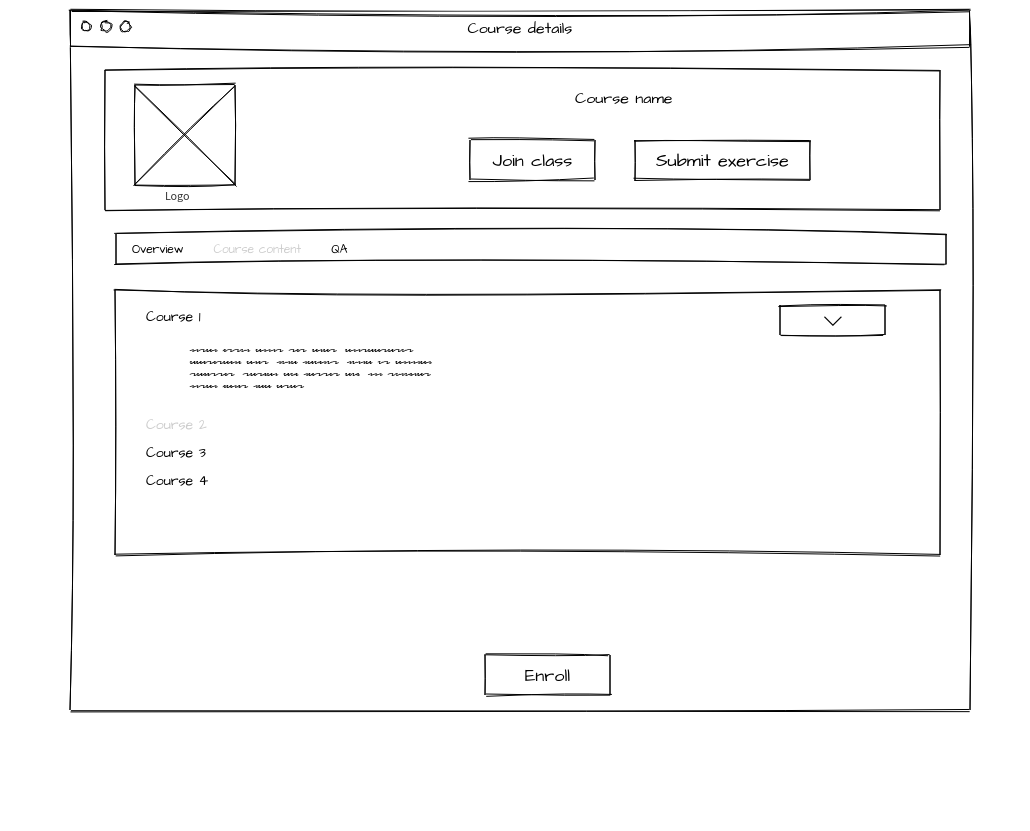 Course details
Course name
Join class
Submit exercise
Logo
Overview
Course content
QA
Course 1
Course 2
Course 3
Course 4
Enroll